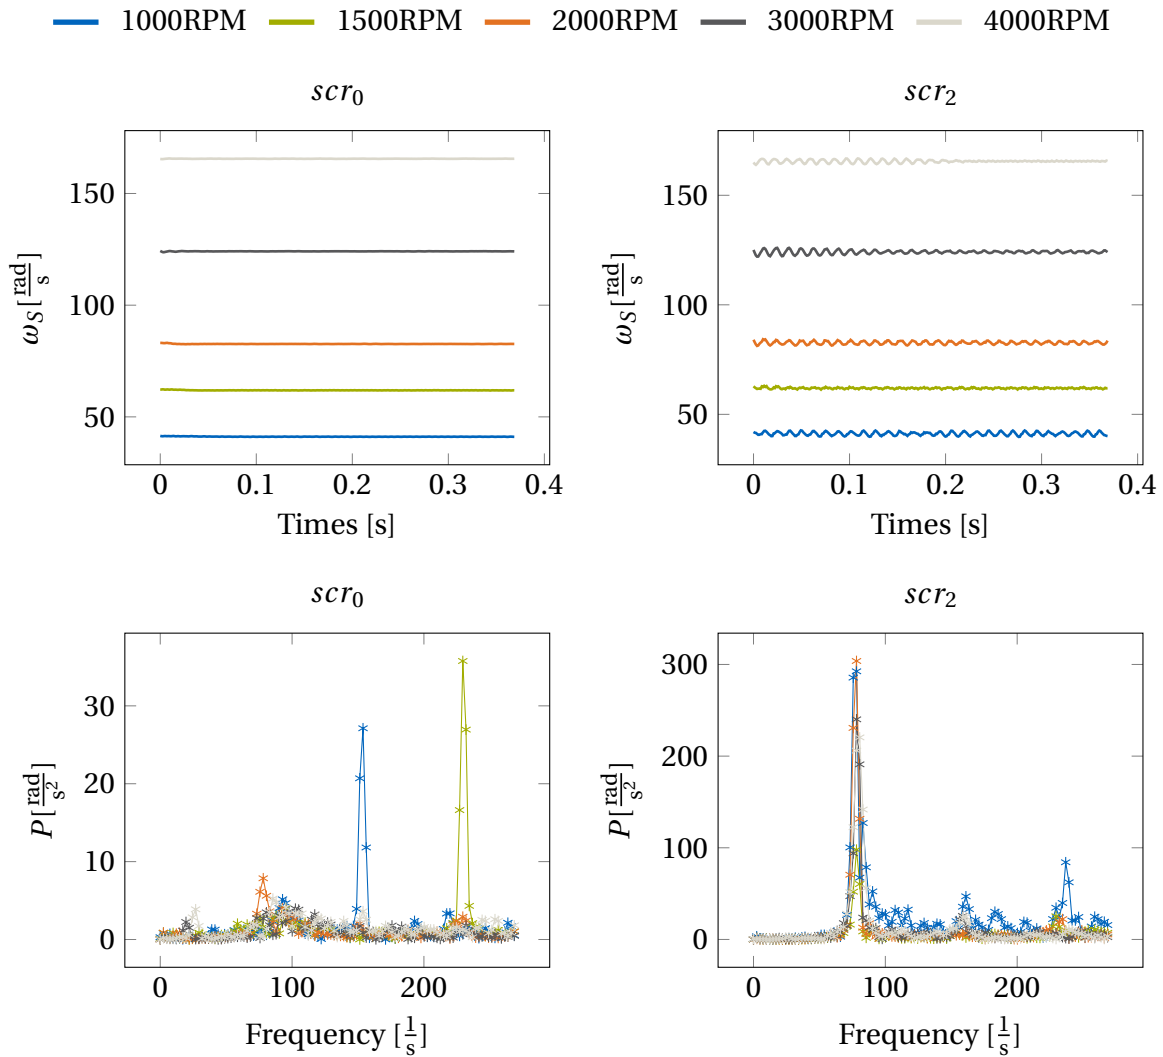 1000RPM 1500RPM 2000RPM 3000RPM 4000RPM
scr₀ scr₂
150 150
100 100
50 50
ω_S[rad/s] ω_S[rad/s]
0 0.1 0.2 0.3 0.4 0 0.1 0.2 0.3 0.4
Times [s] Times [s]
scr₀ scr₂
30 300
20 200
10 100
0 0
P[rad/s²] P[rad/s²]
0 100 200 0 100 200
Frequency [1/s] Frequency [1/s]